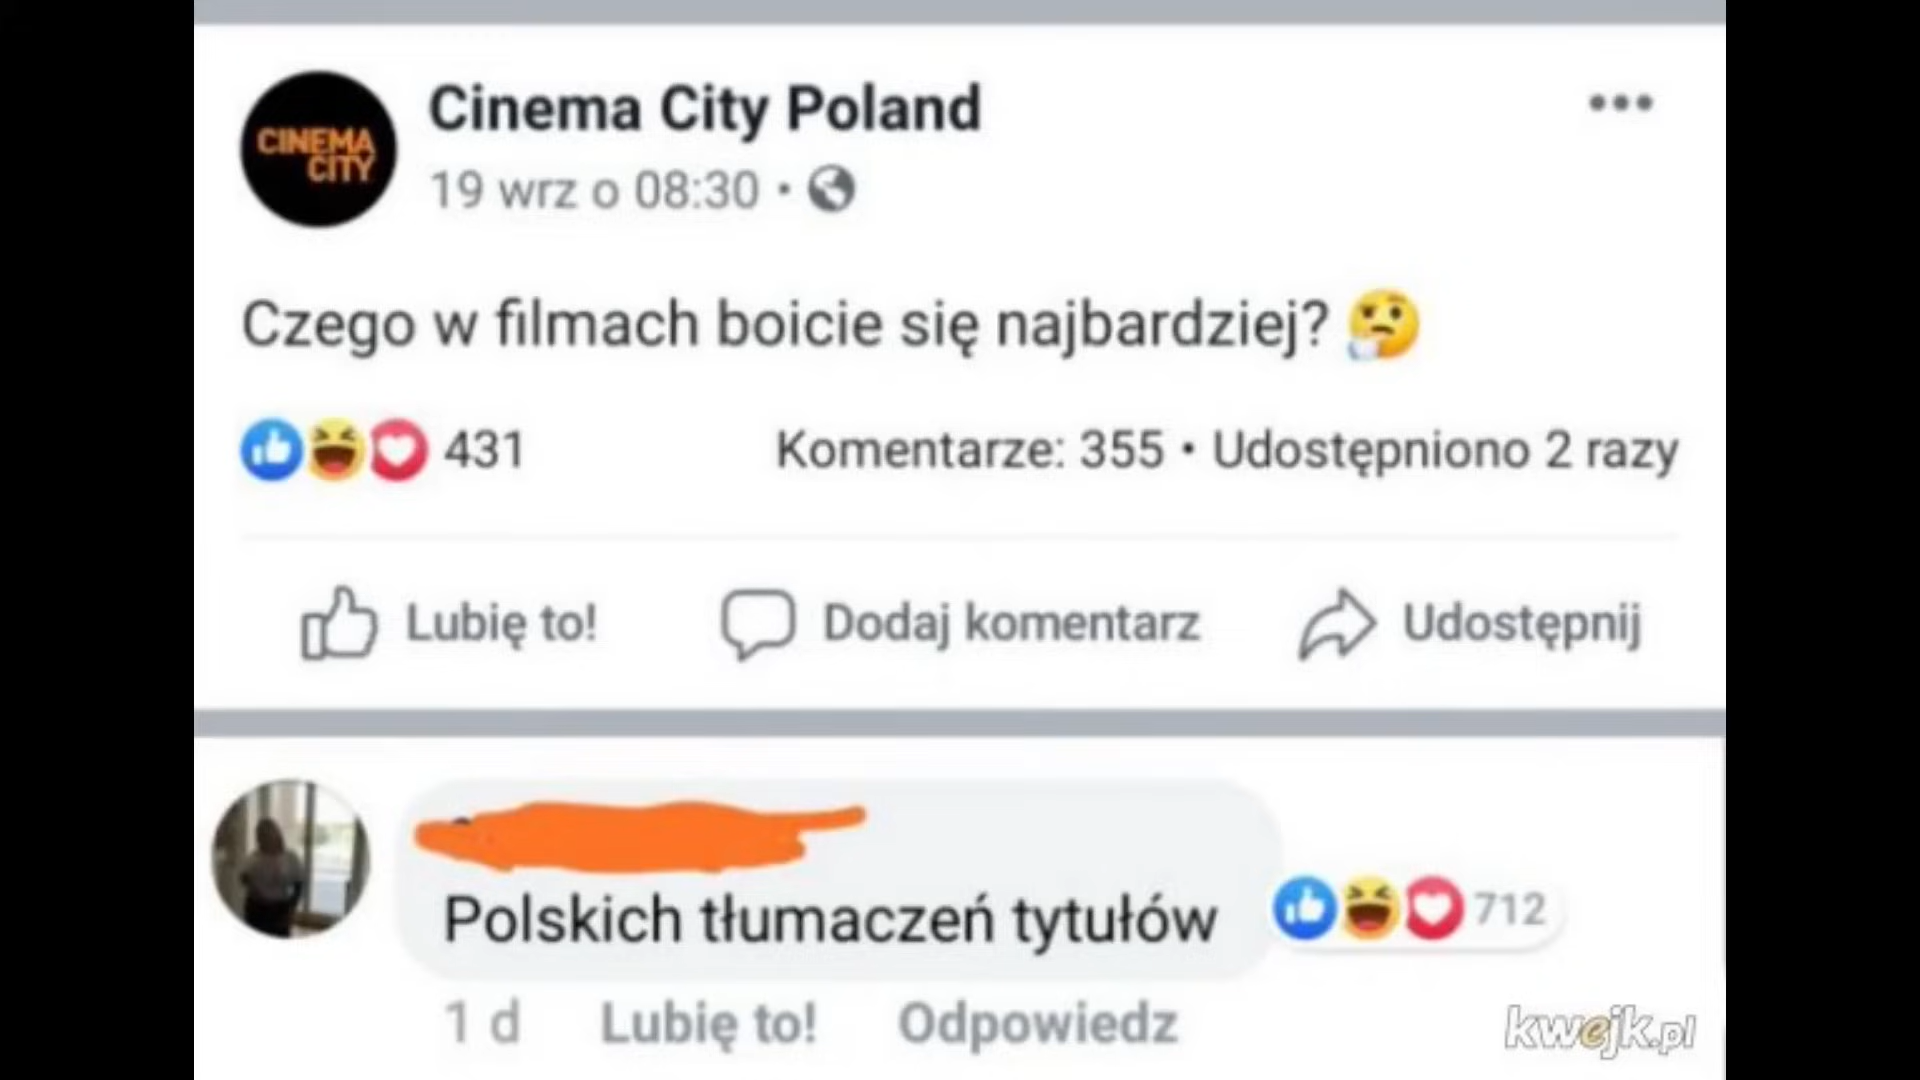 CINEMA
CITY
Cinema City Poland
19 wrz o 08:30 •
Czego w filmach boicie się najbardziej? 🤔
431
Komentarze: 355 • Udostępniono 2 razy
Lubię to!
Dodaj komentarz
Udostępnij
Polskich tłumaczeń tytułów
712
1 d
Lubię to!
Odpowiedz
kwejk.pl